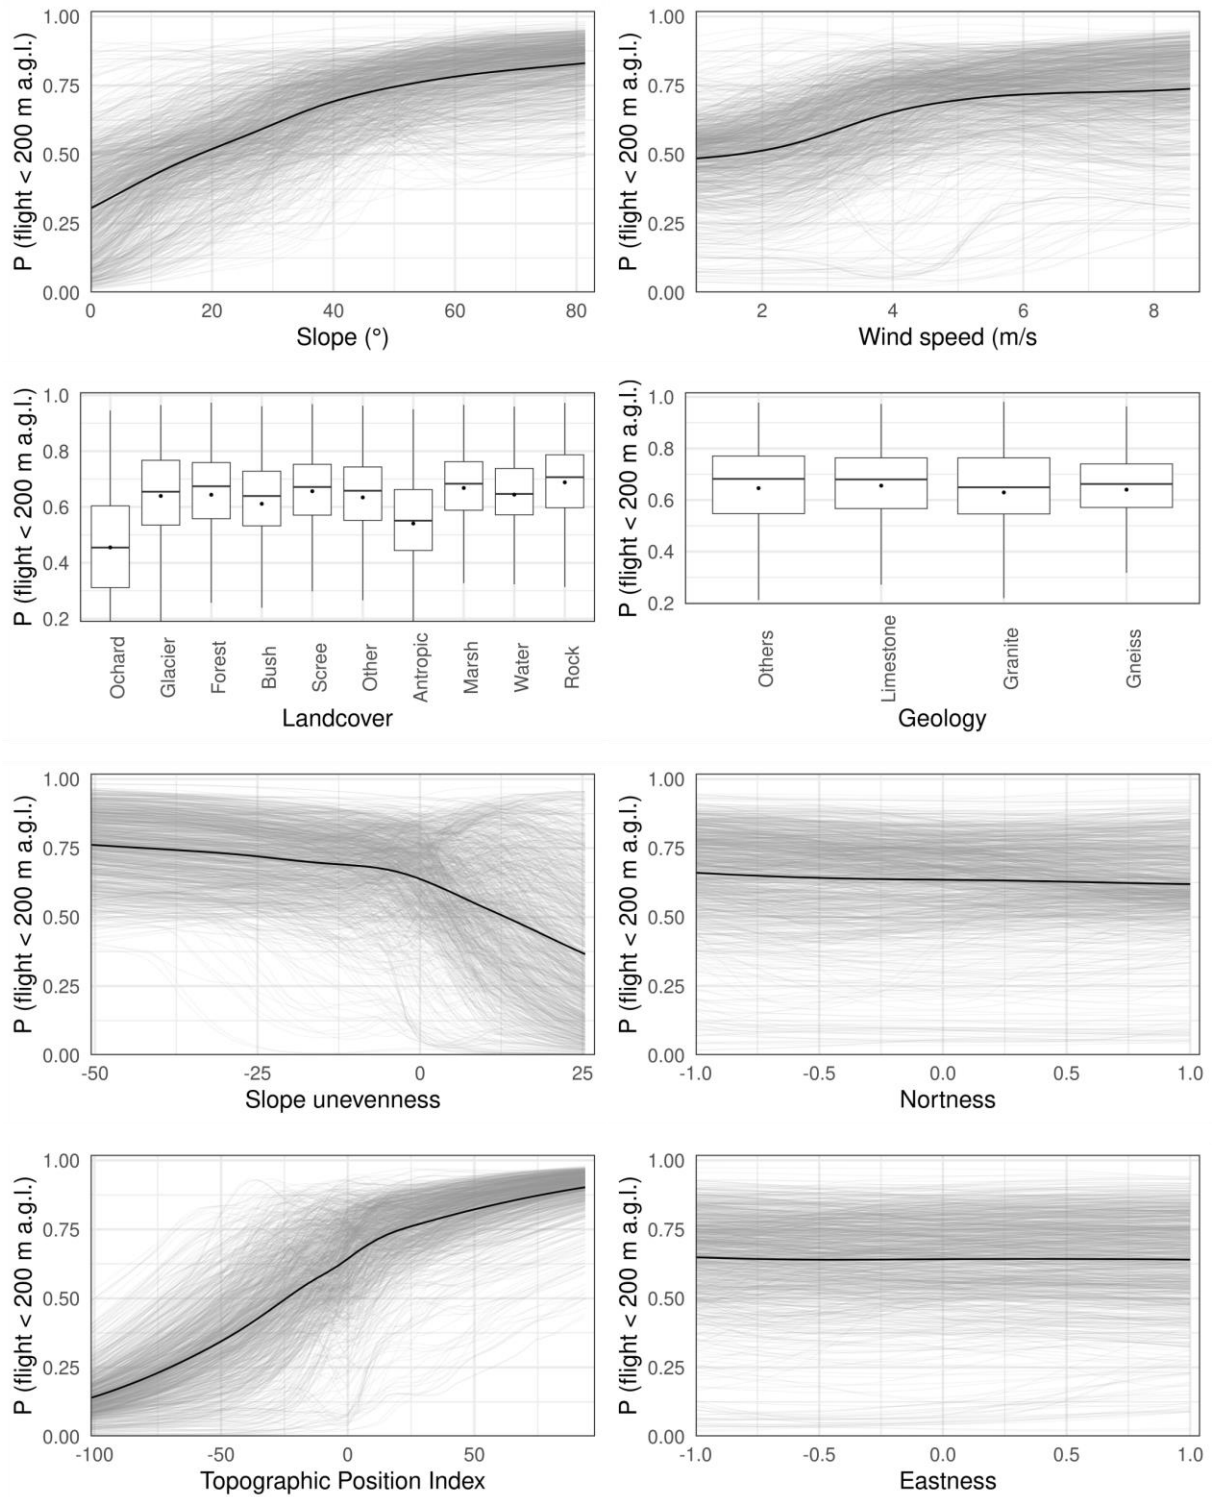 P (flight < 200 m a.g.l.)
1.00
0.75
0.50
0.25
0.00
0 20 40 60 80
Slope (°)
P (flight < 200 m a.g.l.)
1.00
0.75
0.50
0.25
0.00
2 4 6 8
Wind speed (m/s
P (flight < 200 m a.g.l.)
1.0
0.8
0.6
0.4
0.2
Ochard Glacier Forest Bush Scree Other Antropic Marsh Water Rock
Landcover
P (flight < 200 m a.g.l.)
1.0
0.8
0.6
0.4
0.2
Others Limestone Granite Gneiss
Geology
P (flight < 200 m a.g.l.)
1.00
0.75
0.50
0.25
0.00
-50 -25 0 25
Slope unevenness
P (flight < 200 m a.g.l.)
1.00
0.75
0.50
0.25
0.00
-1.0 -0.5 0.0 0.5 1.0
Nortness
P (flight < 200 m a.g.l.)
1.00
0.75
0.50
0.25
0.00
-100 -50 0 50
Topographic Position Index
P (flight < 200 m a.g.l.)
1.00
0.75
0.50
0.25
0.00
-1.0 -0.5 0.0 0.5 1.0
Eastness